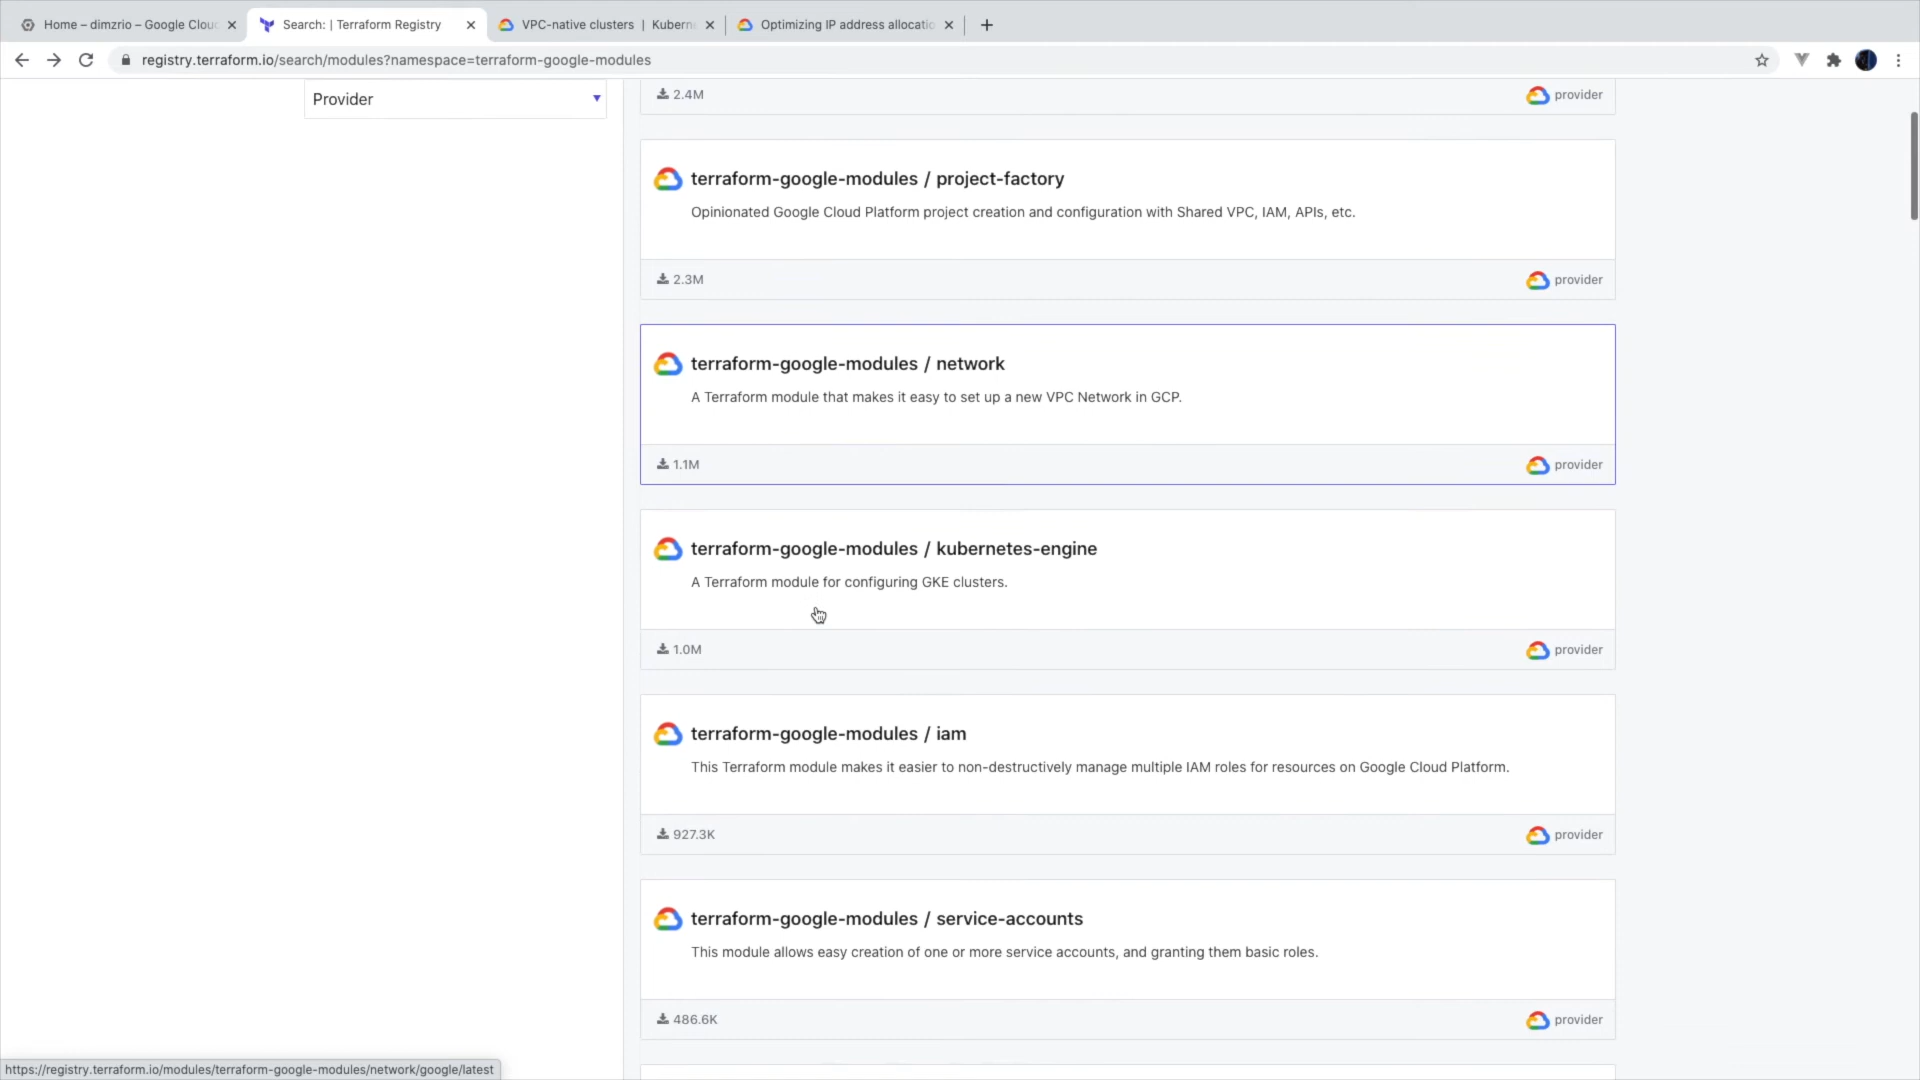 Home – dimzrio – Google Clou
Search: | Terraform Registry
VPC-native clusters | Kubern
Optimizing IP address allocatio
registry.terraform.io/search/modules?namespace=terraform-google-modules
Provider
2.4M
provider
terraform-google-modules / project-factory
Opinionated Google Cloud Platform project creation and configuration with Shared VPC, IAM, APIs, etc.
2.3M
provider
terraform-google-modules / network
A Terraform module that makes it easy to set up a new VPC Network in GCP.
1.1M
provider
terraform-google-modules / kubernetes-engine
A Terraform module for configuring GKE clusters.
1.0M
provider
terraform-google-modules / iam
This Terraform module makes it easier to non-destructively manage multiple IAM roles for resources on Google Cloud Platform.
927.3K
provider
terraform-google-modules / service-accounts
This module allows easy creation of one or more service accounts, and granting them basic roles.
486.6K
provider
https://registry.terraform.io/modules/terraform-google-modules/network/google/latest